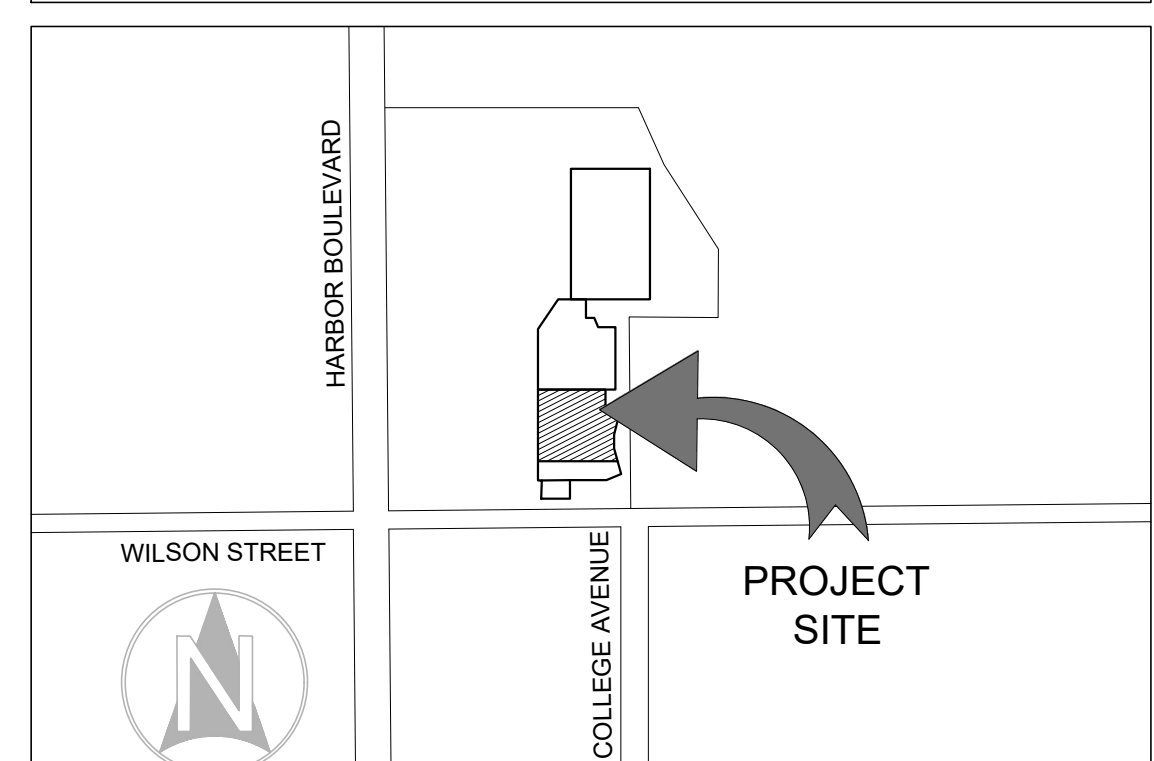 HARBOR BOULEVARD
WILSON STREET
COLLEGE AVENUE
PROJECT
SITE
N